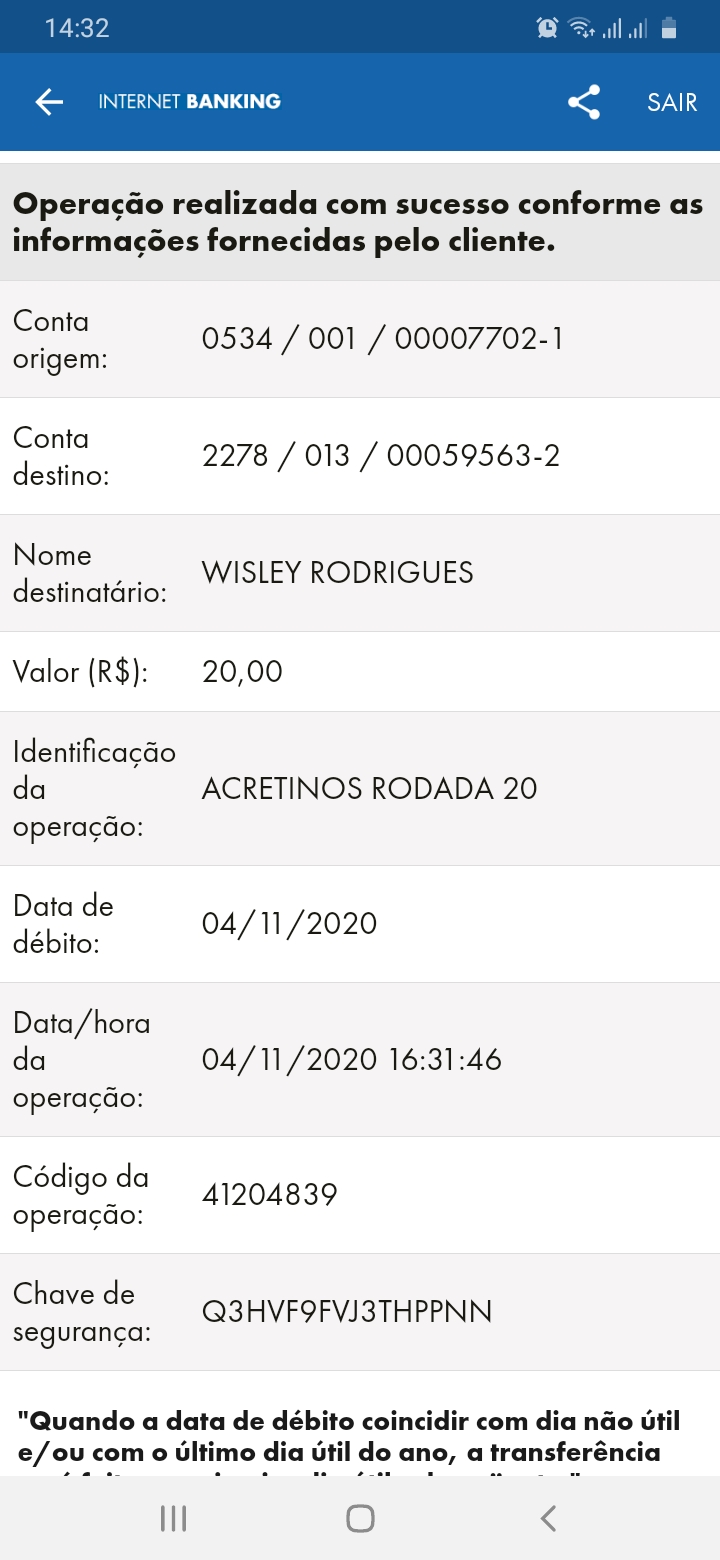 14:32
INTERNET BANKING
SAIR
Operação realizada com sucesso conforme as
informações fornecidas pelo cliente.
Conta
origem:
0534 / 001 / 00007702-1
Conta
destino:
2278 / 013 / 00059563-2
Nome
destinatário:
WISLEY RODRIGUES
Valor (R$):
20,00
Identificação
da
operação:
ACRETINOS RODADA 20
Data de
débito:
04/11/2020
Data/hora
da
operação:
04/11/2020 16:31:46
Código da
operação:
41204839
Chave de
segurança:
Q3HVF9FVJ3THPPNN
"Quando a data de débito coincidir com dia não útil
e/ou com o último dia útil do ano, a transferência